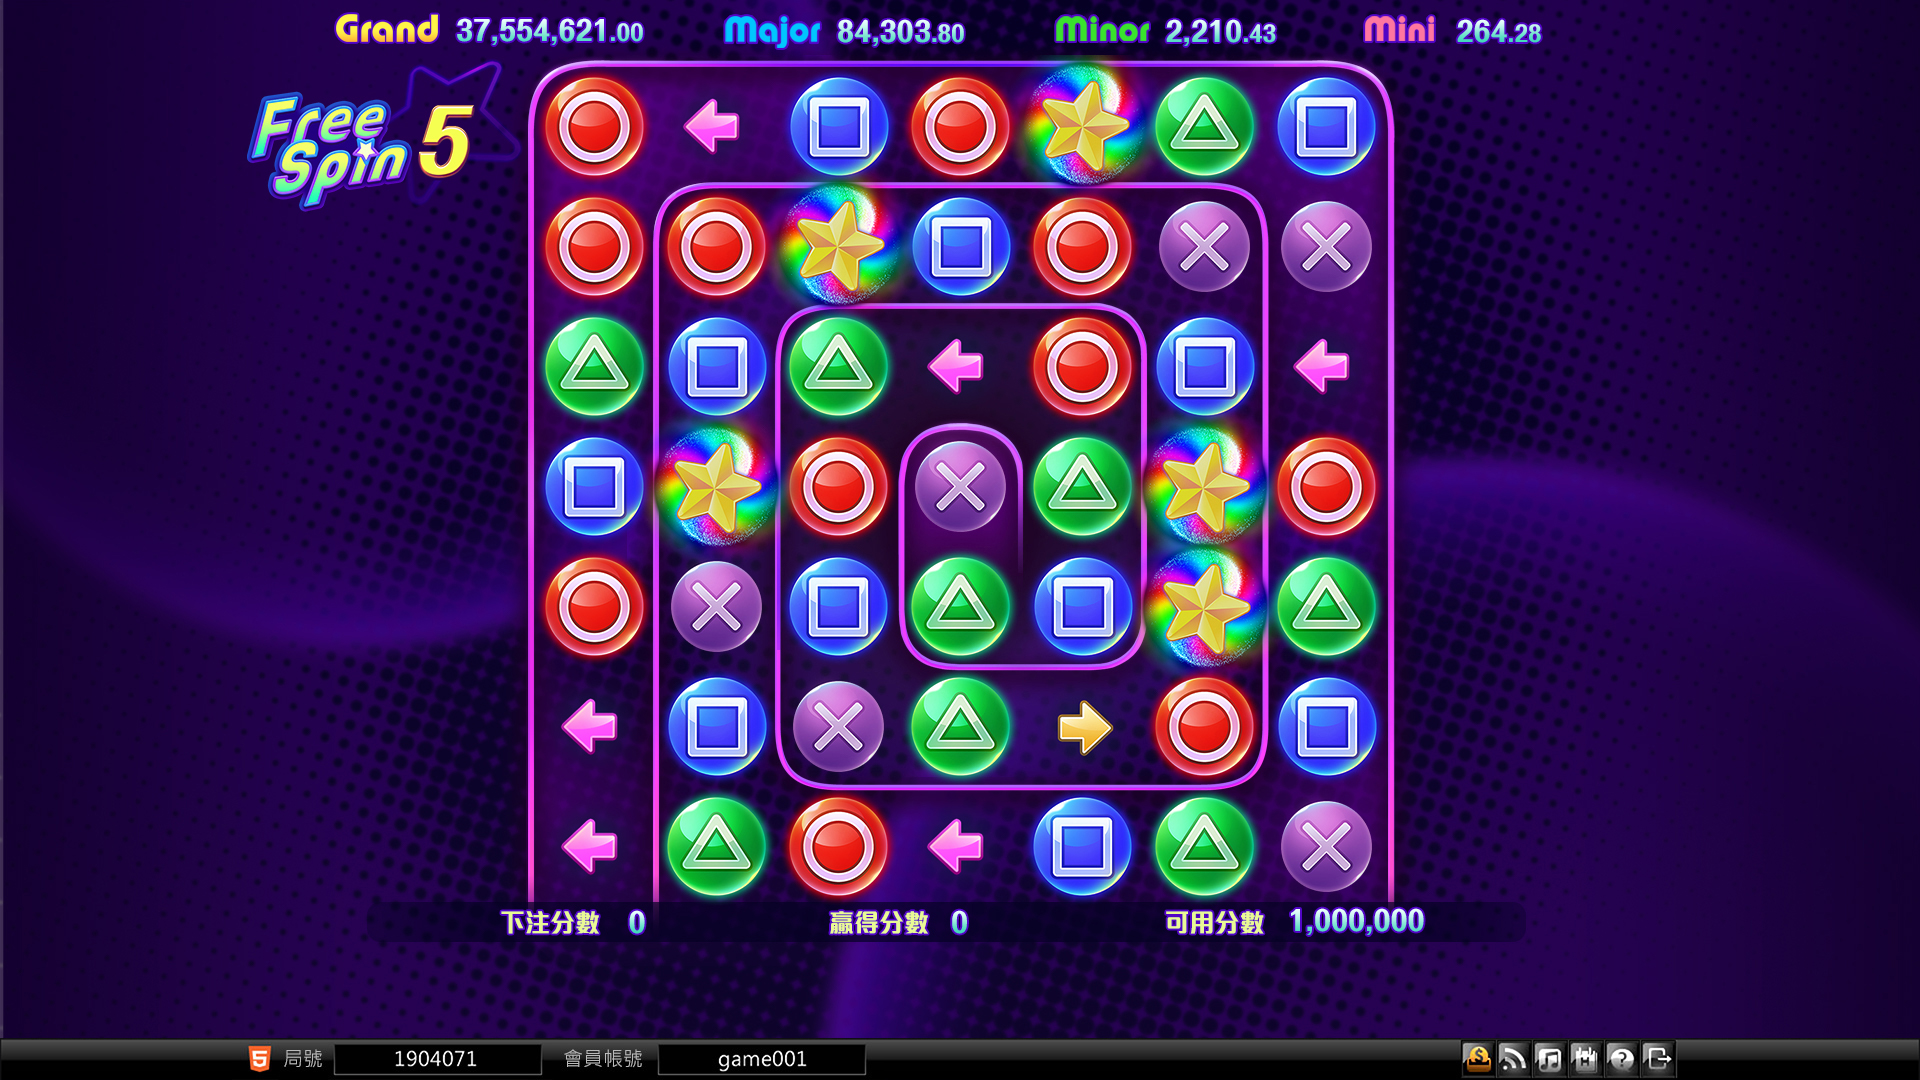 Grand 37,554,621.00 Major 84,303.80 Minor 2,210.43 Mini 264.28
Free Spin 5
下注分數 0 贏得分數 0 可用分數 1,000,000
5 局號 1904071 會員帳號 game001